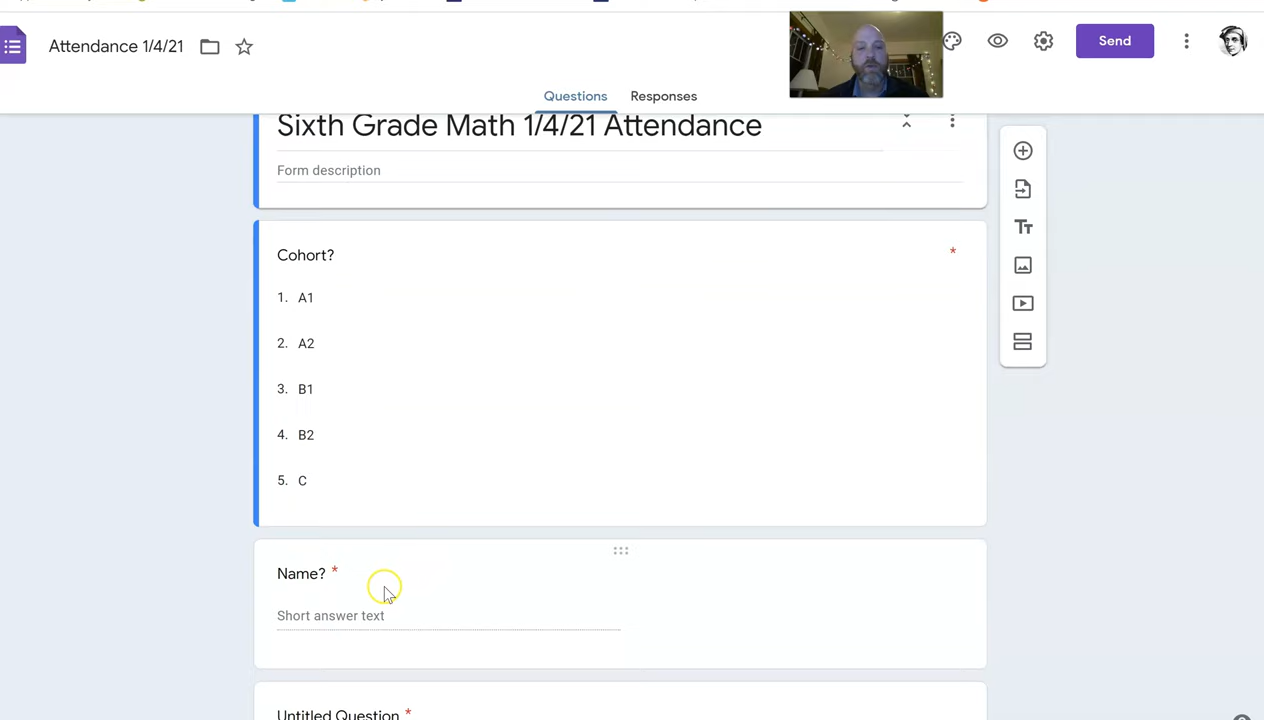 Attendance 1/4/21
Send
Questions Responses
Sixth Grade Math 1/4/21 Attendance
Form description
Cohort? *
1. A1
2. A2
3. B1
4. B2
5. C
Name? *
Short answer text
Untitled Question *